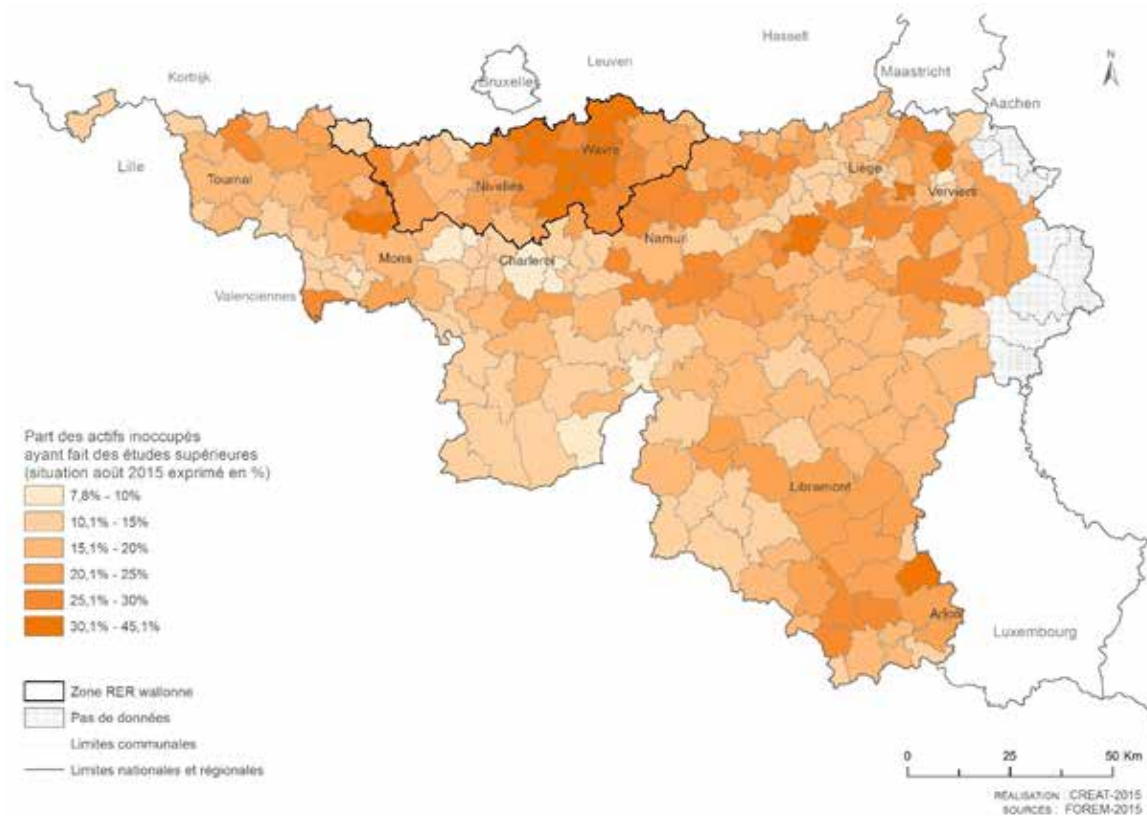 Hasselt
Leuven
Kortrijk
Bruxelles
Maastricht
N
Aachen
Lille
Wavre
Liège
Tournai
Nivelles
Verviers
Namur
Mons
Charleroi
Valenciennes
Libramont
Arlon
Luxembourg
Part des actifs inoccupés
ayant fait des études supérieures
(situation août 2015 exprimé en %)
7,8% - 10%
10,1% - 15%
15,1% - 20%
20,1% - 25%
25,1% - 30%
30,1% - 45,1%
Zone RER wallonne
Pas de données
Limites communales
Limites nationales et régionales
0 25 50 Km
RÉALISATION : CREAT-2015
SOURCES : FOREM-2015